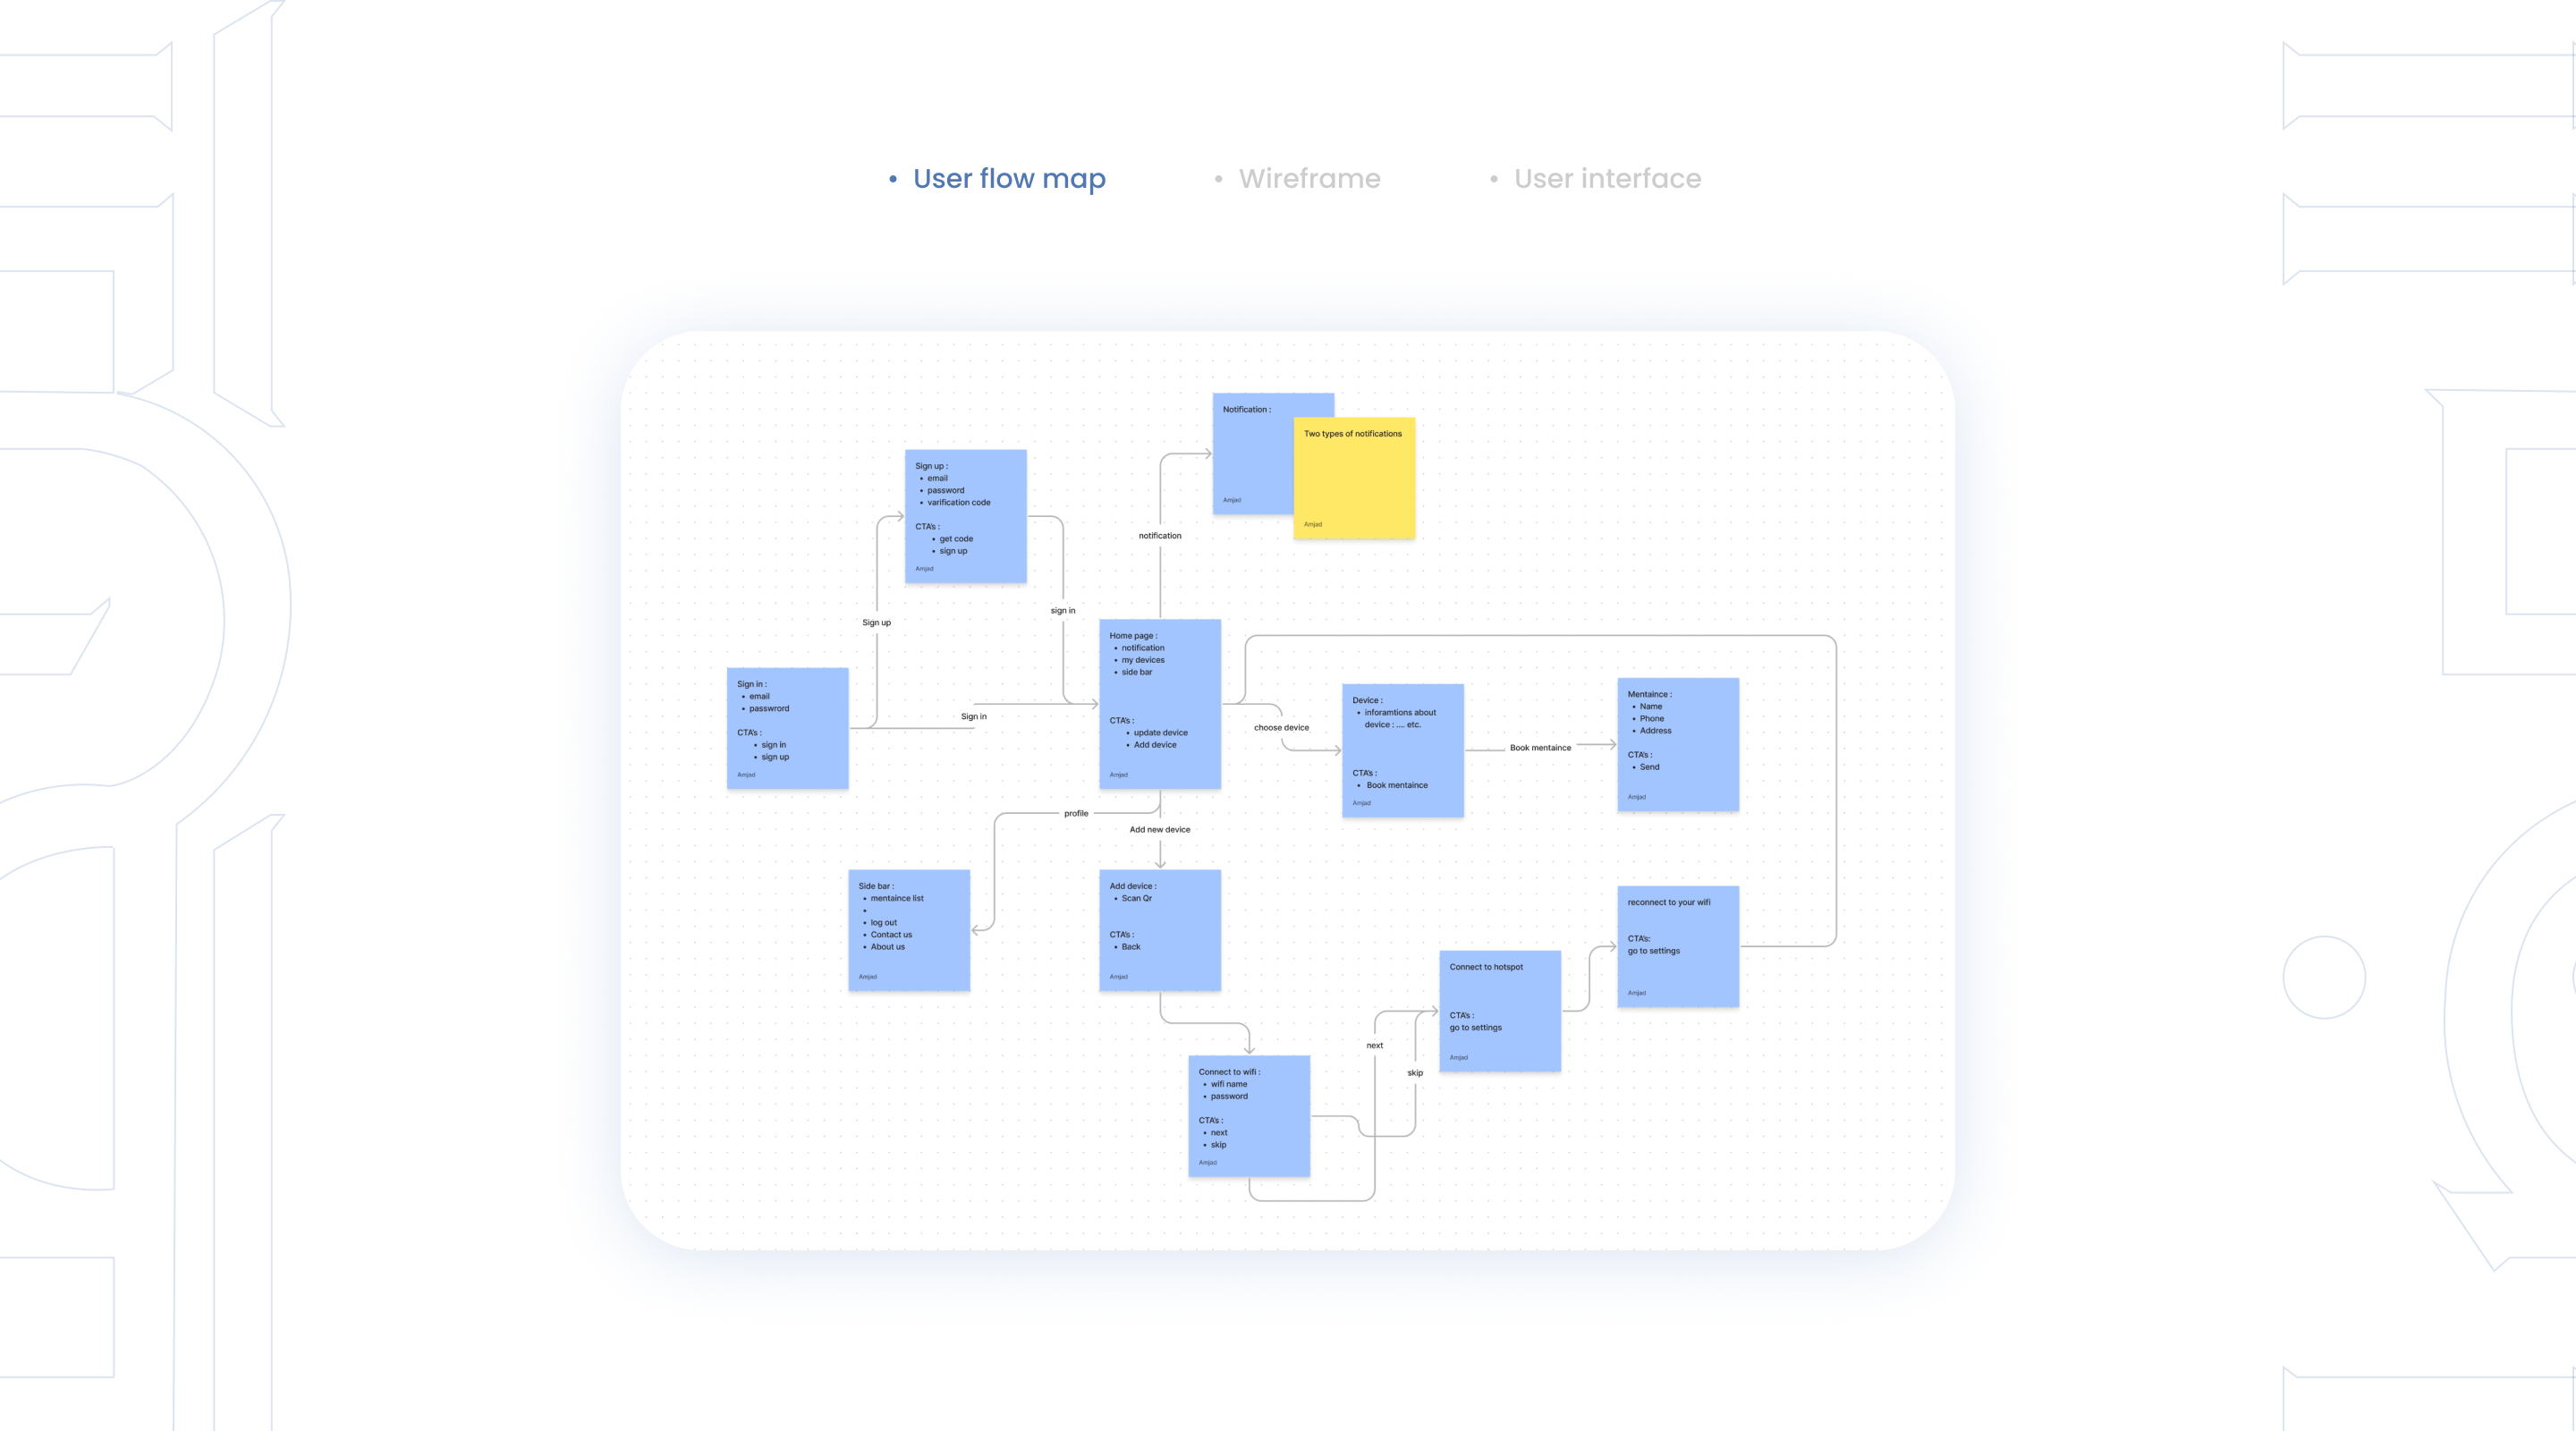 • User flow map
• Wireframe
• User interface
Notification :
Amjad
Two types of notifications
Amjad
Sign up :
• email
• password
• varification code
CTA's :
• get code
• sign up
Amjad
notification
sign in
Sign up
Home page :
• notification
• my devices
• side bar
CTA's :
• update device
• Add device
Amjad
Sign in :
• email
• passwrord
CTA's :
• sign in
• sign up
Amjad
Sign in
choose device
Device :
• inforamtions about
device : .... etc.
CTA's :
• Book mentaince
Amjad
Book mentaince
Mentaince :
• Name
• Phone
• Address
CTA's :
• Send
Amjad
profile
Add new device
Side bar :
• mentaince list
•
• log out
• Contact us
• About us
Amjad
Add device :
• Scan Qr
CTA's :
• Back
Amjad
reconnect to your wifi
CTA's:
go to settings
Amjad
Connect to hotspot
CTA's :
go to settings
Amjad
next
skip
Connect to wifi :
• wifi name
• password
CTA's :
• next
• skip
Amjad